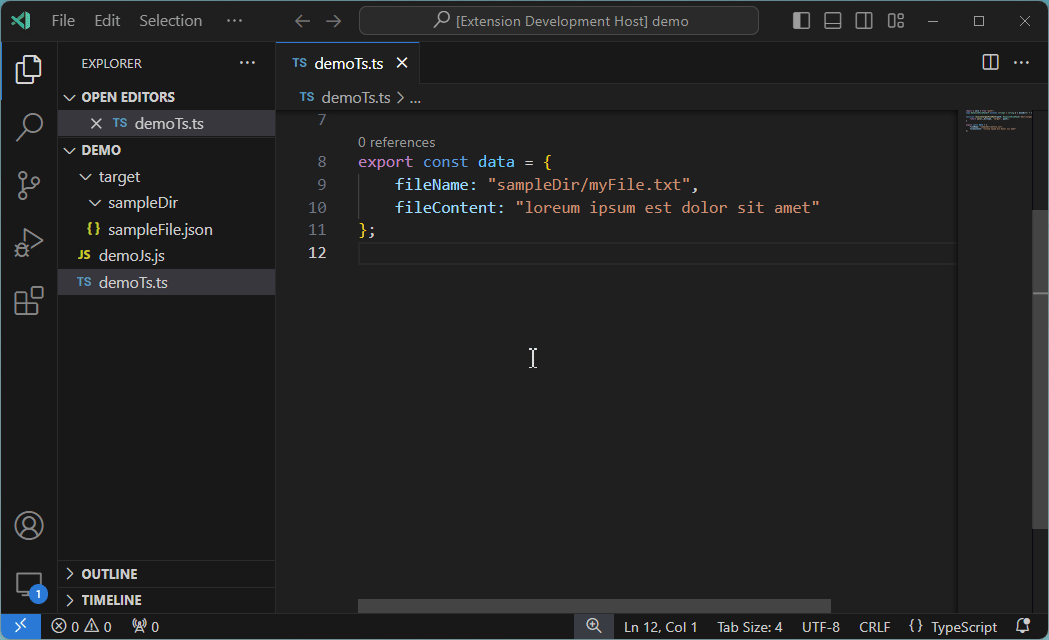 File Edit Selection ···
[Extension Development Host] demo
EXPLORER ···
OPEN EDITORS
TS demoTs.ts
DEMO
target
sampleDir
{} sampleFile.json
JS demoJs.js
TS demoTs.ts
OUTLINE
TIMELINE
TS demoTs.ts
···
TS demoTs.ts > ...
7
0 references
8 export const data = {
9 fileName: "sampleDir/myFile.txt",
10 fileContent: "loreum ipsum est dolor sit amet"
11 };
12
1
0 0 0
Ln 12, Col 1 Tab Size: 4 UTF-8 CRLF {} TypeScript